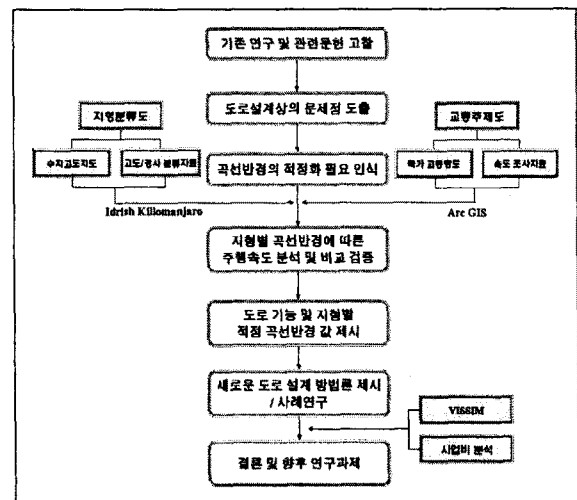 기존 연구 및 관련문헌 고찰
도로설계상의 문제점 도출
지형분류도
수치고도지도
고도/경사 분류자료
교통주제도
국가 교통량도
속도 조사자료
곡선반경의 적정화 필요 인식
Idrish Killomanjaro
Arc GIS
지형별 곡선반경에 따른
주행속도 분석 및 비교 검증
도로 기능 및 지형별
적정 곡선반경 값 제시
새로운 도로 설계 방법론 제시
/ 사례연구
VISSIM
사업비 분석
결론 및 향후 연구과제